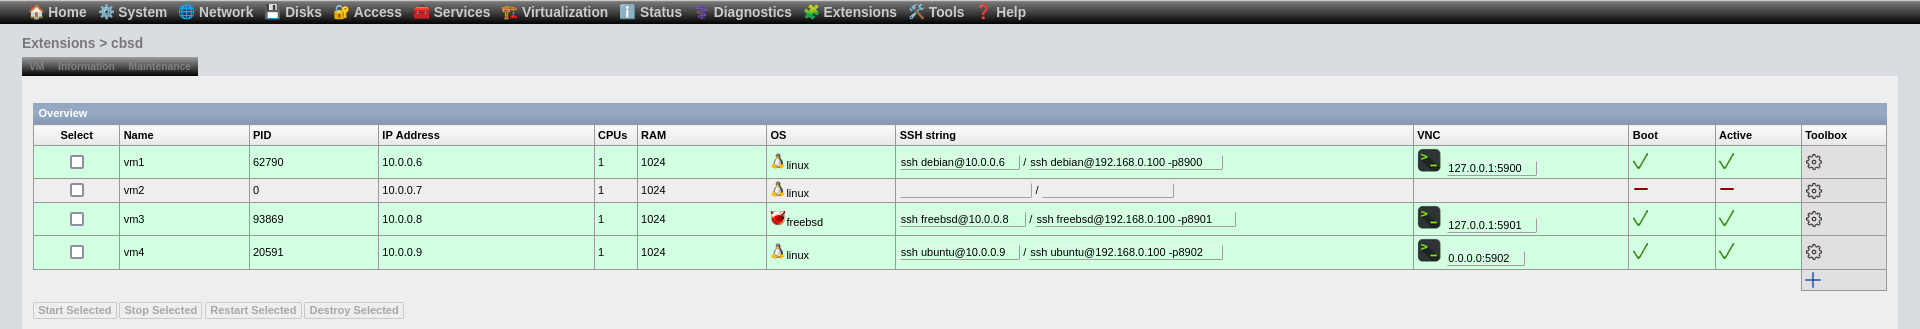 Home System Network Disks Access Services Virtualization Status Diagnostics Extensions Tools Help
Extensions > cbsd
VM Information Maintenance
Overview
Select Name PID IP Address CPUs RAM OS SSH string VNC Boot Active Toolbox
vm1 62790 10.0.0.6 1 1024 linux ssh debian@10.0.0.6 / ssh debian@192.168.0.100 -p8900 127.0.0.1:5900
vm2 0 10.0.0.7 1 1024 linux /
vm3 93869 10.0.0.8 1 1024 freebsd ssh freebsd@10.0.0.8 / ssh freebsd@192.168.0.100 -p8901 127.0.0.1:5901
vm4 20591 10.0.0.9 1 1024 linux ssh ubuntu@10.0.0.9 / ssh ubuntu@192.168.0.100 -p8902 0.0.0.0:5902
Start Selected Stop Selected Restart Selected Destroy Selected